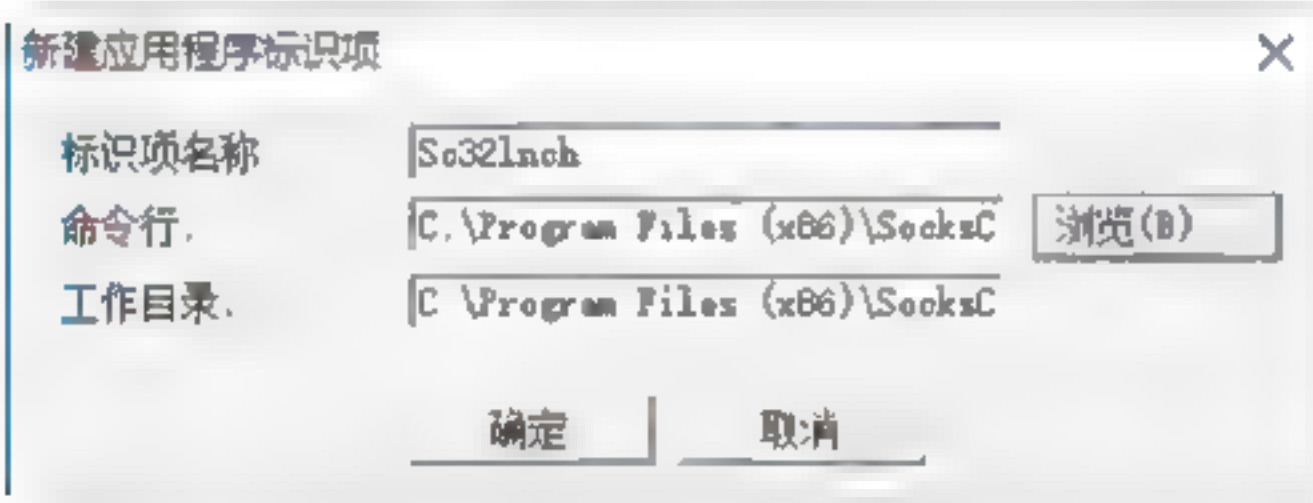 新建应用程序标识项
标识项名称 Sc32lnch
命令行. C.\Program Files (x86)\SocksC 浏览(B)
工作目录. C \Program Files (x86)\SocksC
确定 取消